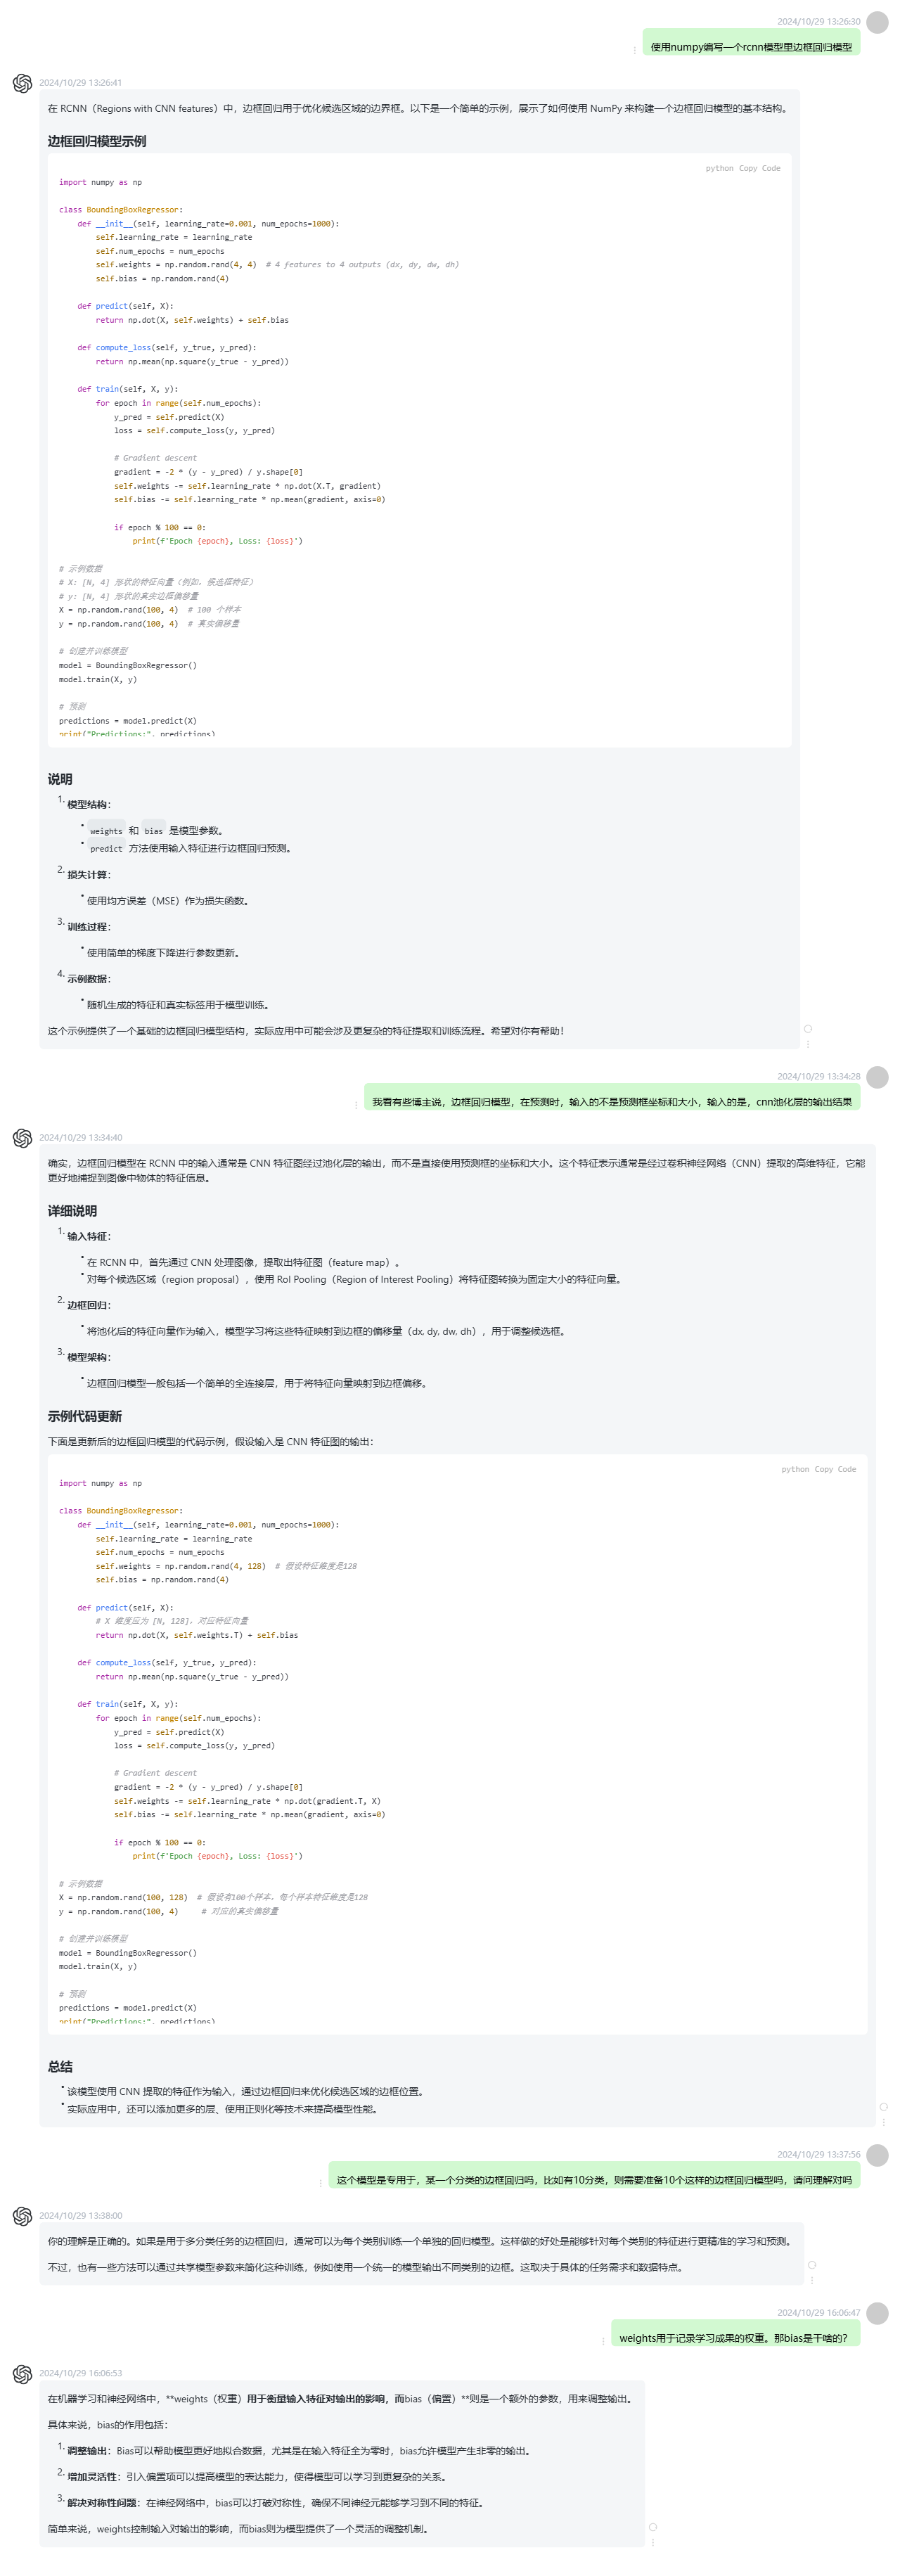 2024/10/29 13:26:30
使用numpy编写一个rcnn模型里边框回归模型
2024/10/29 13:26:41
在 RCNN（Regions with CNN features）中，边框回归用于优化候选区域的边界框。以下是一个简单的示例，展示了如何使用 NumPy 来构建一个边框回归模型的基本结构。
边框回归模型示例
python Copy Code
import numpy as np
class BoundingBoxRegressor:
def __init__(self, learning_rate=0.001, num_epochs=1000):
self.learning_rate = learning_rate
self.num_epochs = num_epochs
self.weights = np.random.rand(4, 4)  # 4 features to 4 outputs (dx, dy, dw, dh)
self.bias = np.random.rand(4)
def predict(self, X):
return np.dot(X, self.weights) + self.bias
def compute_loss(self, y_true, y_pred):
return np.mean(np.square(y_true - y_pred))
def train(self, X, y):
for epoch in range(self.num_epochs):
y_pred = self.predict(X)
loss = self.compute_loss(y, y_pred)
# Gradient descent
gradient = -2 * (y - y_pred) / y.shape[0]
self.weights -= self.learning_rate * np.dot(X.T, gradient)
self.bias -= self.learning_rate * np.mean(gradient, axis=0)
if epoch % 100 == 0:
print(f'Epoch {epoch}, Loss: {loss}')
# 示例数据
# X: [N, 4] 形状的特征向量（例如，候选框特征）
# y: [N, 4] 形状的真实边框偏移量
X = np.random.rand(100, 4)  # 100 个样本
y = np.random.rand(100, 4)  # 真实偏移量
# 创建并训练模型
model = BoundingBoxRegressor()
model.train(X, y)
# 预测
predictions = model.predict(X)
print("Predictions:", predictions)
说明
1. 模型结构：
• weights 和 bias 是模型参数。
• predict 方法使用输入特征进行边框回归预测。
2. 损失计算：
• 使用均方误差（MSE）作为损失函数。
3. 训练过程：
• 使用简单的梯度下降进行参数更新。
4. 示例数据：
• 随机生成的特征和真实标签用于模型训练。
这个示例提供了一个基础的边框回归模型结构，实际应用中可能会涉及更复杂的特征提取和训练流程。希望对你有帮助！
2024/10/29 13:34:28
我看有些博主说，边框回归模型，在预测时，输入的不是预测框坐标和大小，输入的是，cnn池化层的输出结果
2024/10/29 13:34:40
确实，边框回归模型在 RCNN 中的输入通常是 CNN 特征图经过池化层的输出，而不是直接使用预测框的坐标和大小。这个特征表示通常是经过卷积神经网络（CNN）提取的高维特征，它能
更好地捕捉到图像中物体的特征信息。
详细说明
1. 输入特征：
• 在 RCNN 中，首先通过 CNN 处理图像，提取出特征图（feature map）。
• 对每个候选区域（region proposal），使用 RoI Pooling（Region of Interest Pooling）将特征图转换为固定大小的特征向量。
2. 边框回归：
• 将池化后的特征向量作为输入，模型学习将这些特征映射到边框的偏移量（dx, dy, dw, dh），用于调整候选框。
3. 模型架构：
• 边框回归模型一般包括一个简单的全连接层，用于将特征向量映射到边框偏移。
示例代码更新
下面是更新后的边框回归模型的代码示例，假设输入是 CNN 特征图的输出：
python Copy Code
import numpy as np
class BoundingBoxRegressor:
def __init__(self, learning_rate=0.001, num_epochs=1000):
self.learning_rate = learning_rate
self.num_epochs = num_epochs
self.weights = np.random.rand(4, 128)  # 假设特征维度是128
self.bias = np.random.rand(4)
def predict(self, X):
# X 维度应为 [N, 128]，对应特征向量
return np.dot(X, self.weights.T) + self.bias
def compute_loss(self, y_true, y_pred):
return np.mean(np.square(y_true - y_pred))
def train(self, X, y):
for epoch in range(self.num_epochs):
y_pred = self.predict(X)
loss = self.compute_loss(y, y_pred)
# Gradient descent
gradient = -2 * (y - y_pred) / y.shape[0]
self.weights -= self.learning_rate * np.dot(gradient.T, X)
self.bias -= self.learning_rate * np.mean(gradient, axis=0)
if epoch % 100 == 0:
print(f'Epoch {epoch}, Loss: {loss}')
# 示例数据
X = np.random.rand(100, 128)  # 假设有100个样本，每个样本特征维度是128
y = np.random.rand(100, 4)     # 对应的真实偏移量
# 创建并训练模型
model = BoundingBoxRegressor()
model.train(X, y)
# 预测
predictions = model.predict(X)
print("Predictions:", predictions)
总结
• 该模型使用 CNN 提取的特征作为输入，通过边框回归来优化候选区域的边框位置。
• 实际应用中，还可以添加更多的层、使用正则化等技术来提高模型性能。
2024/10/29 13:37:56
这个模型是专用于，某一个分类的边框回归吗，比如有10分类，则需要准备10个这样的边框回归模型吗，请问理解对吗
2024/10/29 13:38:00
你的理解是正确的。如果是用于多分类任务的边框回归，通常可以为每个类别训练一个单独的回归模型。这样做的好处是能够针对每个类别的特征进行更精准的学习和预测。
不过，也有一些方法可以通过共享模型参数来简化这种训练，例如使用一个统一的模型输出不同类别的边框。这取决于具体的任务需求和数据特点。
2024/10/29 16:06:47
weights用于记录学习成果的权重。那bias是干啥的?
2024/10/29 16:06:53
在机器学习和神经网络中，**weights（权重）用于衡量输入特征对输出的影响，而bias（偏置）**则是一个额外的参数，用来调整输出。
具体来说，bias的作用包括：
1. 调整输出：Bias可以帮助模型更好地拟合数据，尤其是在输入特征全为零时，bias允许模型产生非零的输出。
2. 增加灵活性：引入偏置项可以提高模型的表达能力，使得模型可以学习到更复杂的关系。
3. 解决对称性问题：在神经网络中，bias可以打破对称性，确保不同神经元能够学习到不同的特征。
简单来说，weights控制输入对输出的影响，而bias则为模型提供了一个灵活的调整机制。